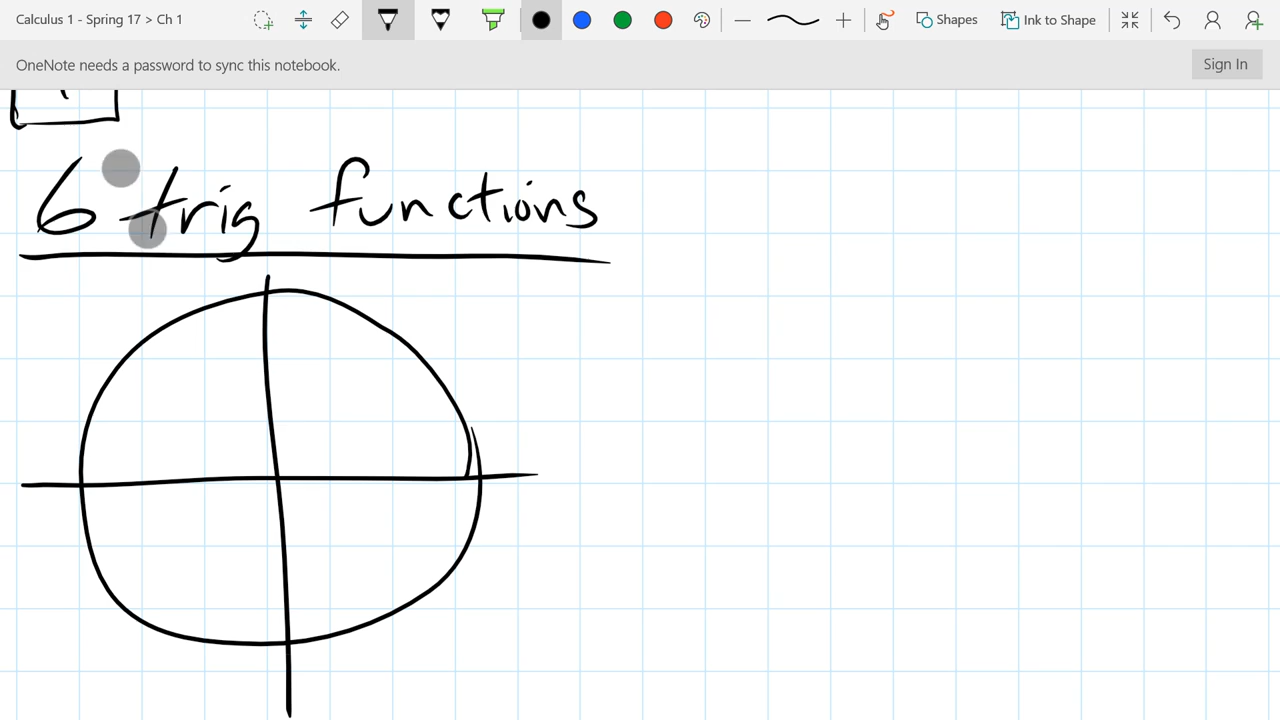 Calculus 1 - Spring 17 > Ch 1
Shapes
Ink to Shape
OneNote needs a password to sync this notebook.
Sign In
6 trig functions